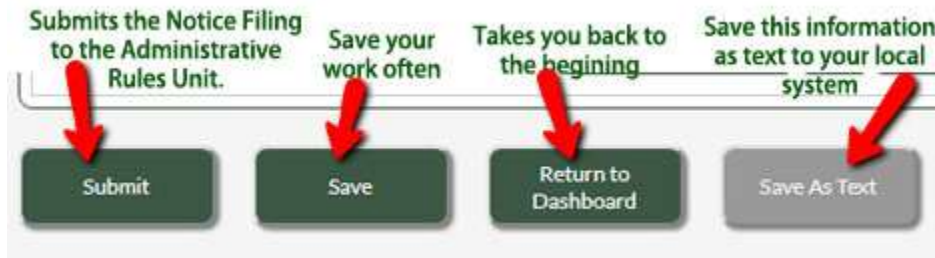 Submits the Notice Filing
to the Administrative
Rules Unit.
Save your
work often
Takes you back to
the begining
Save this information
as text to your local
system
Submit
Save
Return to
Dashboard
Save As Text